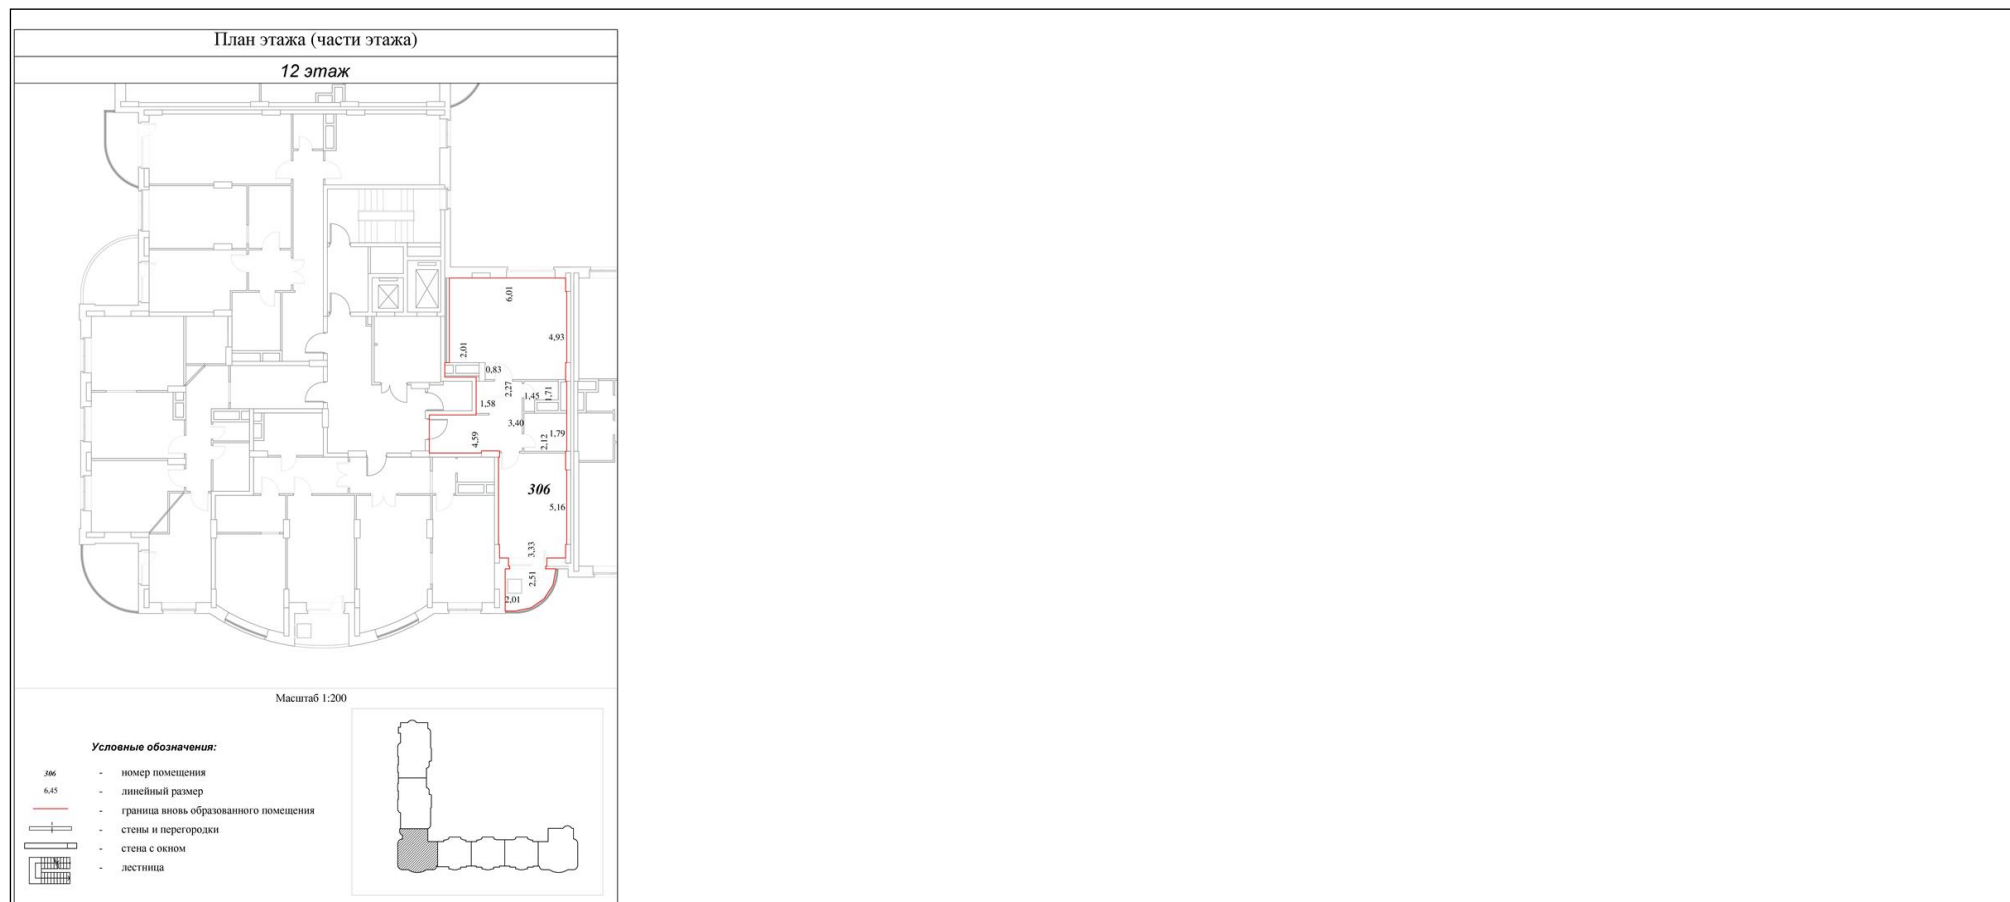 План этажа (части этажа)
12 этаж
6,01
4,93
2,01
0,83
2,27
1,45
1,71
1,58
3,40
4,59
2,12
1,79
306
5,16
3,33
2,51
2,01
Масштаб 1:200
Условные обозначения:
306 - номер помещения
6,45 - линейный размер
- граница вновь образованного помещения
- стены и перегородки
- стена с окном
- лестница